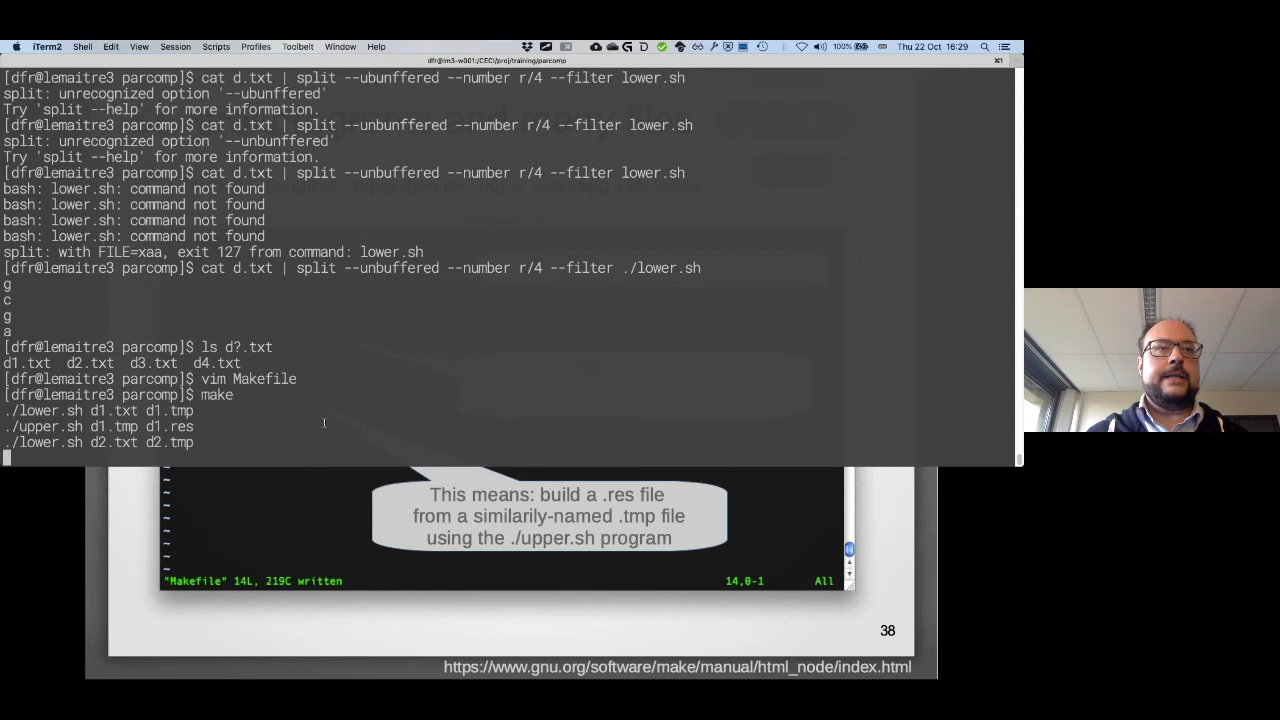 iTerm2 Shell Edit View Session Scripts Profiles Toolbelt Window Help 100% Thu 22 Oct 16:29
dfr@lm3-w001:/CECI/proj/training/parcomp ⌘1
[dfr@lemaitre3 parcomp]$ cat d.txt | split --ubunffered --number r/4 --filter lower.sh
split: unrecognized option '--ubunffered'
Try 'split --help' for more information.
[dfr@lemaitre3 parcomp]$ cat d.txt | split --unbunffered --number r/4 --filter lower.sh
split: unrecognized option '--unbunffered'
Try 'split --help' for more information.
[dfr@lemaitre3 parcomp]$ cat d.txt | split --unbuffered --number r/4 --filter lower.sh
bash: lower.sh: command not found
bash: lower.sh: command not found
bash: lower.sh: command not found
bash: lower.sh: command not found
split: with FILE=xaa, exit 127 from command: lower.sh
[dfr@lemaitre3 parcomp]$ cat d.txt | split --unbuffered --number r/4 --filter ./lower.sh
g
c
g
a
[dfr@lemaitre3 parcomp]$ ls d?.txt
d1.txt d2.txt d3.txt d4.txt
[dfr@lemaitre3 parcomp]$ vim Makefile
[dfr@lemaitre3 parcomp]$ make
./lower.sh d1.txt d1.tmp
./upper.sh d1.tmp d1.res
./lower.sh d2.txt d2.tmp
This means: build a .res file
from a similarily-named .tmp file
using the ./upper.sh program
"Makefile" 14L, 219C written 14,0-1 All
38
https://www.gnu.org/software/make/manual/html_node/index.html